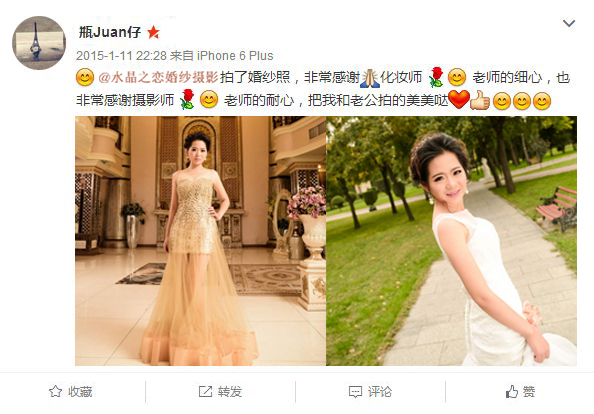 瓶Juan仔
2015-1-11 22:28 来自 iPhone 6 Plus
@水晶之恋婚纱摄影拍了婚纱照，非常感谢 化妆师 老师的细心，也
非常感谢摄影师 老师的耐心，把我和老公拍的美美哒
收藏 转发 评论 赞